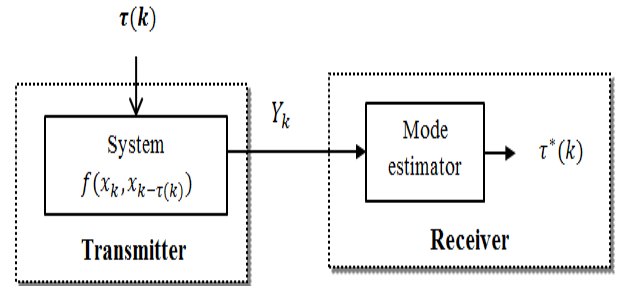 τ(k)
System
f(x_k, x_{k−τ(k)})
Transmitter
Y_k
Mode
estimator
τ*(k)
Receiver